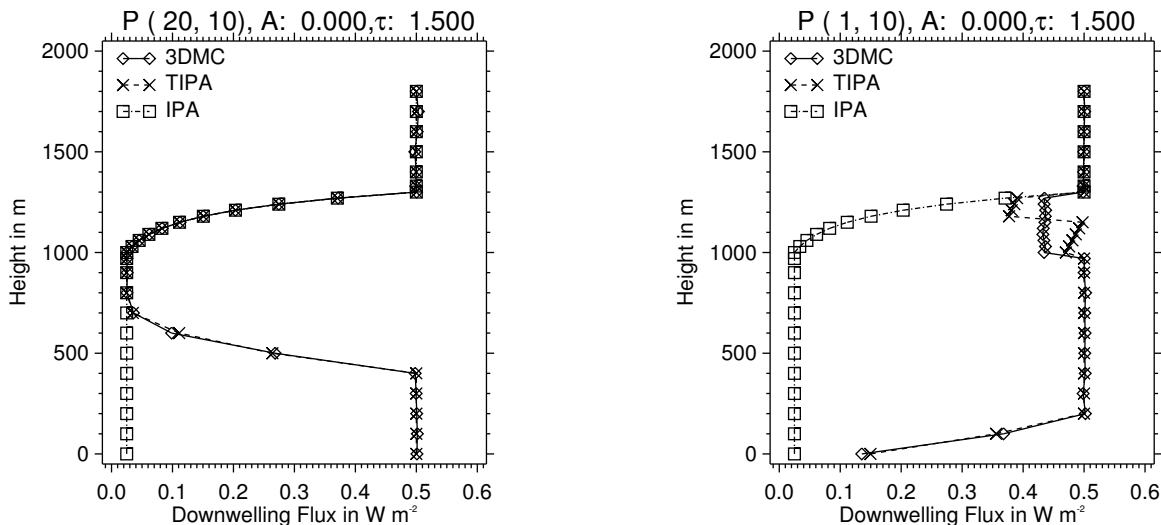 P ( 20, 10), A: 0.000,τ: 1.500
2000
1500
1000
500
0
Height in m
3DMC
TIPA
IPA
0.0 0.1 0.2 0.3 0.4 0.5 0.6
Downwelling Flux in W m-2
P ( 1, 10), A: 0.000,τ: 1.500
2000
1500
1000
500
0
Height in m
3DMC
TIPA
IPA
0.0 0.1 0.2 0.3 0.4 0.5 0.6
Downwelling Flux in W m-2